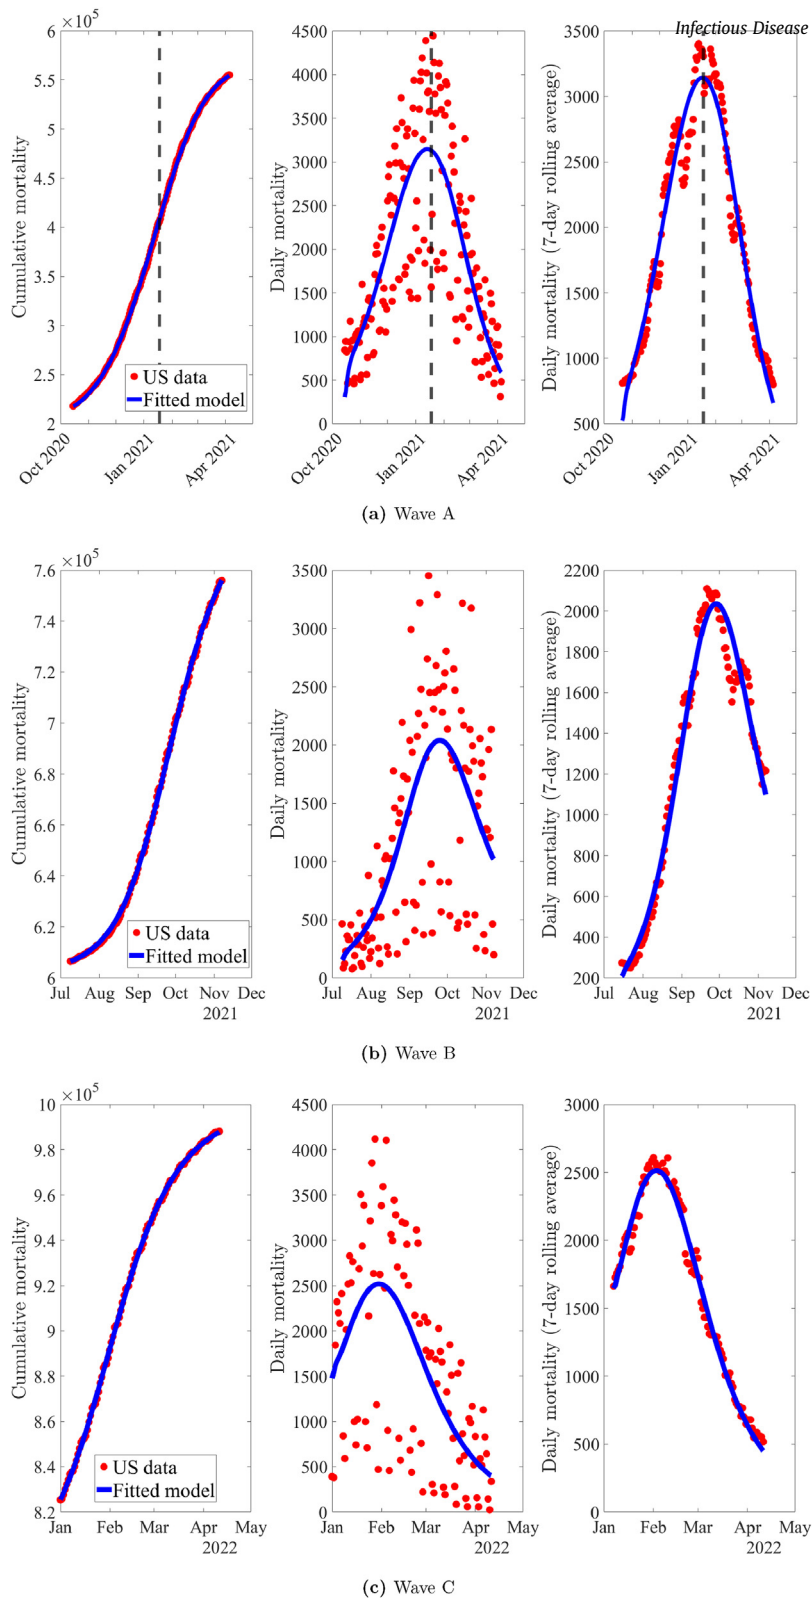 Infectious Disease
×10⁵
6
5.5
5
4.5
4
3.5
3
2.5
2
Cumulative mortality
US data
Fitted model
Oct 2020
Jan 2021
Apr 2021
4500
4000
3500
3000
2500
2000
1500
1000
500
0
Daily mortality
Oct 2020
Jan 2021
Apr 2021
3500
3000
2500
2000
1500
1000
500
Daily mortality (7-day rolling average)
Oct 2020
Jan 2021
Apr 2021
(a) Wave A
×10⁵
7.6
7.4
7.2
7
6.8
6.6
6.4
6.2
6
Cumulative mortality
US data
Fitted model
Jul Aug Sep Oct Nov Dec
2021
3500
3000
2500
2000
1500
1000
500
0
Daily mortality
Jul Aug Sep Oct Nov Dec
2021
2200
2000
1800
1600
1400
1200
1000
800
600
400
200
Daily mortality (7-day rolling average)
Jul Aug Sep Oct Nov Dec
2021
(b) Wave B
×10⁵
10
9.8
9.6
9.4
9.2
9
8.8
8.6
8.4
8.2
Cumulative mortality
US data
Fitted model
Jan Feb Mar Apr May
2022
4500
4000
3500
3000
2500
2000
1500
1000
500
0
Daily mortality
Jan Feb Mar Apr May
2022
3000
2500
2000
1500
1000
500
0
Daily mortality (7-day rolling average)
Jan Feb Mar Apr May
2022
(c) Wave C